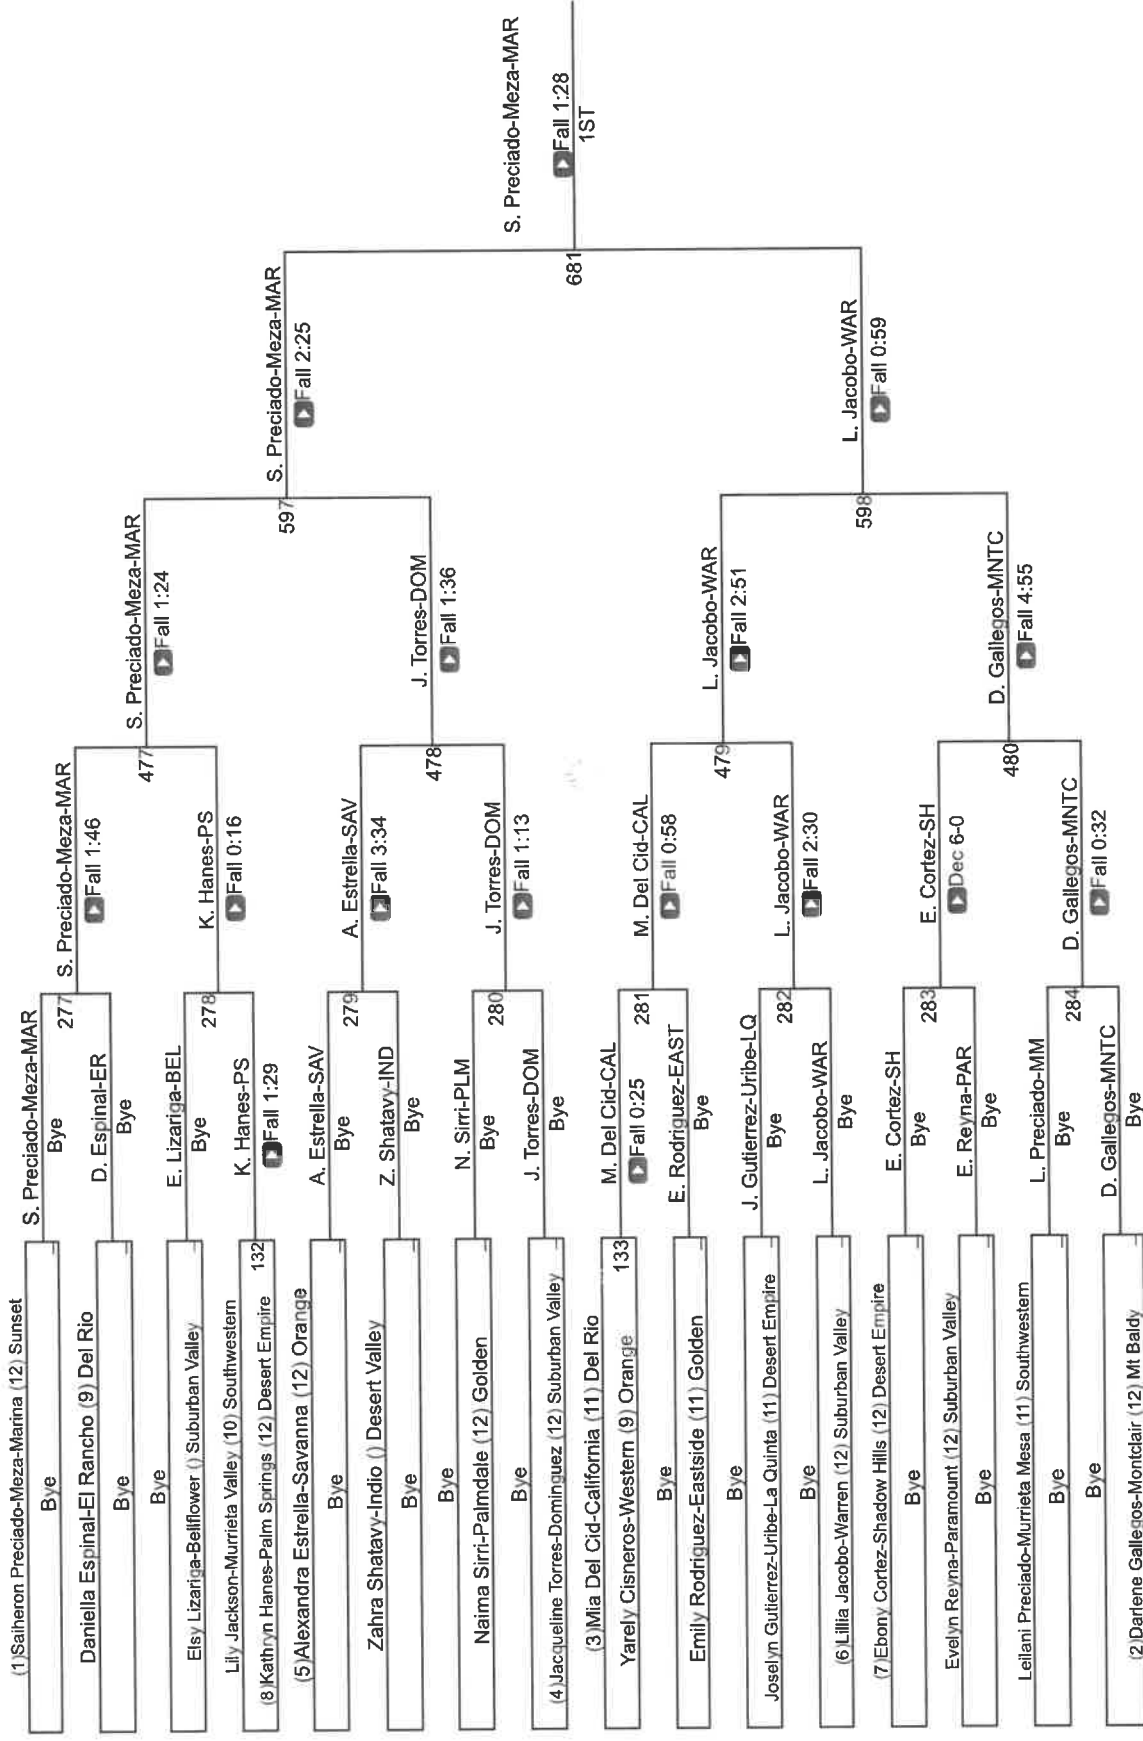 (1)Saiheron Preciado-Meza-Marina (12) Sunset
Bye
Daniella Espinal-El Rancho (9) Del Rio
Bye
Bye
Elsy Lizariga-Bellflower () Suburban Valley
Lily Jackson-Murrieta Valley (10) Southwestern
(8)Kathryn Hanes-Palm Springs (12) Desert Empire
132
(5)Alexandra Estrella-Savanna (12) Orange
Bye
Zahra Shatavy-Indio () Desert Valley
Bye
Bye
Naima Sirri-Palmdale (12) Golden
Bye
(4)Jacqueline Torres-Dominguez (12) Suburban Valley
(3)Mia Del Cid-California (11) Del Rio
Yarely Cisneros-Western (9) Orange
133
Bye
Emily Rodriguez-Eastside (11) Golden
Bye
Joselyn Gutierrez-Uribe-La Quinta (11) Desert Empire
Bye
(6)Lillia Jacobo-Warren (12) Suburban Valley
(7)Ebony Cortez-Shadow Hills (12) Desert Empire
Bye
Evelyn Reyna-Paramount (12) Suburban Valley
Bye
Leilani Preciado-Murrieta Mesa (11) Southwestern
Bye
Bye
(2)Darlene Gallegos-Montclair (12) Mt Baldy
S. Preciado-Meza-MAR
Bye
277
D. Espinal-ER
Bye
E. Lizariga-BEL
Bye
278
K. Hanes-PS
Fall 1:29
A. Estrella-SAV
Bye
279
Z. Shatavy-IND
Bye
N. Sirri-PLM
Bye
280
J. Torres-DOM
Bye
M. Del Cid-CAL
Fall 0:25
281
E. Rodriguez-EAST
Bye
J. Gutierrez-Uribe-LQ
Bye
282
L. Jacobo-WAR
Bye
E. Cortez-SH
Bye
283
E. Reyna-PAR
Bye
L. Preciado-MM
Bye
284
D. Gallegos-MNTC
Bye
S. Preciado-Meza-MAR
Fall 1:46
477
K. Hanes-PS
Fall 0:16
A. Estrella-SAV
Fall 3:34
478
J. Torres-DOM
Fall 1:13
M. Del Cid-CAL
Fall 0:58
479
L. Jacobo-WAR
Fall 2:30
E. Cortez-SH
Dec 6-0
480
D. Gallegos-MNTC
Fall 0:32
S. Preciado-Meza-MAR
Fall 1:24
597
J. Torres-DOM
Fall 1:36
L. Jacobo-WAR
Fall 2:51
598
D. Gallegos-MNTC
Fall 4:55
S. Preciado-Meza-MAR
Fall 2:25
681
L. Jacobo-WAR
Fall 0:59
S. Preciado-Meza-MAR
Fall 1:28
1ST